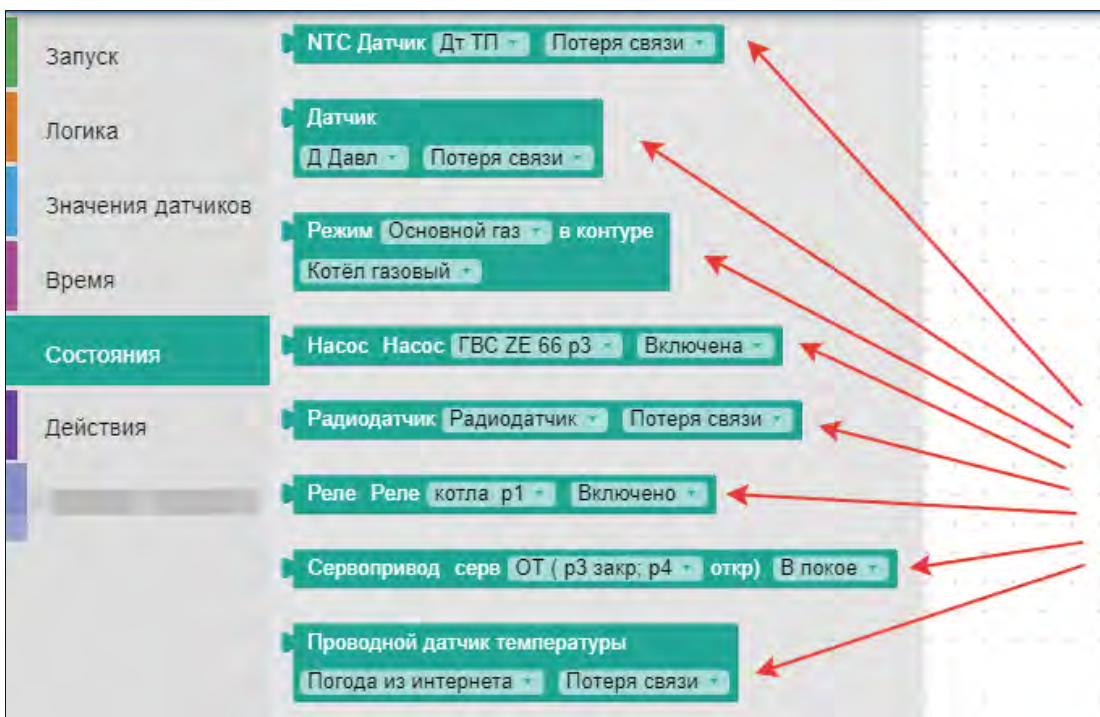 Запуск
Логика
Значения датчиков
Время
Состояния
Действия
NTC Датчик Дт ТП Потеря связи
Датчик
Д Давл Потеря связи
Режим Основной газ в контуре
Котёл газовый
Насос Насос ГВС ZE 66 р3 Включена
Радиодатчик Радиодатчик Потеря связи
Реле Реле котла р1 Включено
Сервопривод серв ОТ ( р3 закр; р4 откр) В покое
Проводной датчик температуры
Погода из интернета Потеря связи